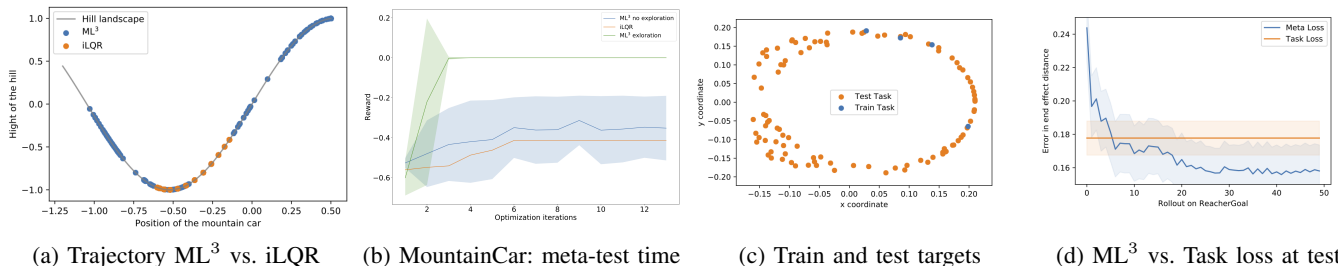 Hill landscape
ML³
iLQR
1.0
0.5
0.0
−0.5
−1.0
Hight of the hill
−1.25 −1.00 −0.75 −0.50 −0.25 0.00 0.25 0.50
Position of the mountain car
(a) Trajectory ML³ vs. iLQR
ML³ no exploration
iLQR
ML³ exloration
0.0
−0.2
−0.4
−0.6
Reward
2 4 6 8 10 12
Optimization iterations
(b) MountainCar: meta-test time
0.20
0.15
0.10
0.05
0.00
−0.05
−0.10
−0.15
−0.20
y coordinate
Test Task
Train Task
−0.15 −0.10 −0.05 0.00 0.05 0.10 0.15 0.20
x coordinate
(c) Train and test targets
Meta Loss
Task Loss
0.24
0.22
0.20
0.18
0.16
Error in end effect distance
0 10 20 30 40 50
Rollout on ReacherGoal
(d) ML³ vs. Task loss at test